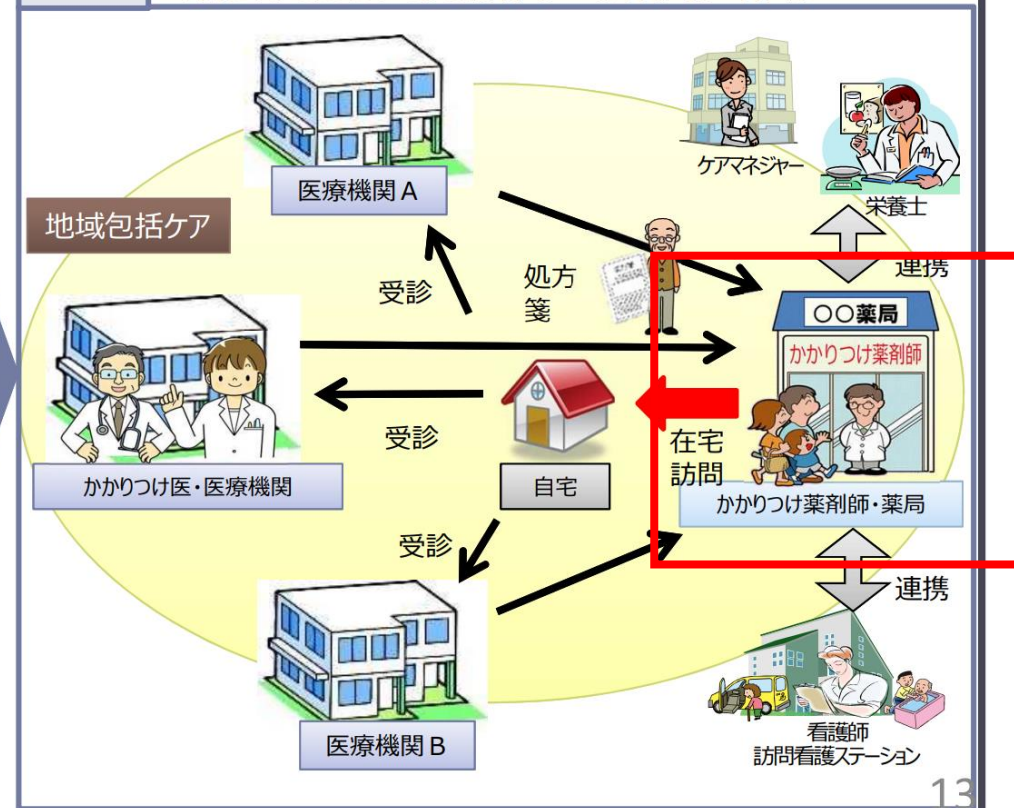 医療機関A
ケアマネジャー
栄養士
地域包括ケア
受診
処方
箋
連携
〇〇薬局
かかりつけ薬剤師
受診
在宅
訪問
かかりつけ医・医療機関
自宅
かかりつけ薬剤師・薬局
受診
連携
医療機関B
看護師
訪問看護ステーション
13